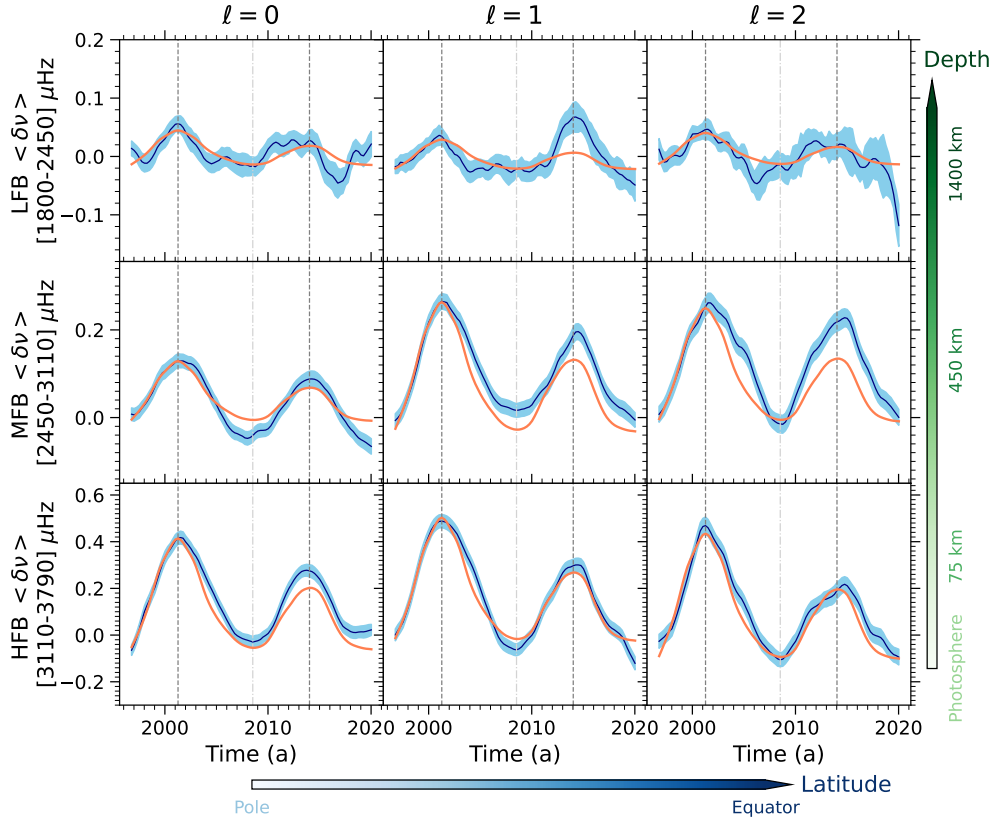 ℓ = 0 ℓ = 1 ℓ = 2
Depth
LFB < δν >
[1800-2450] μHz
0.2
0.1
0.0
−0.1
1400 km
MFB < δν >
[2450-3110] μHz
0.2
0.0
450 km
HFB < δν >
[3110-3790] μHz
0.6
0.4
0.2
0.0
−0.2
75 km
Photosphere
2000 2010 2020 2000 2010 2020 2000 2010 2020
Time (a) Time (a) Time (a)
Latitude
Pole Equator